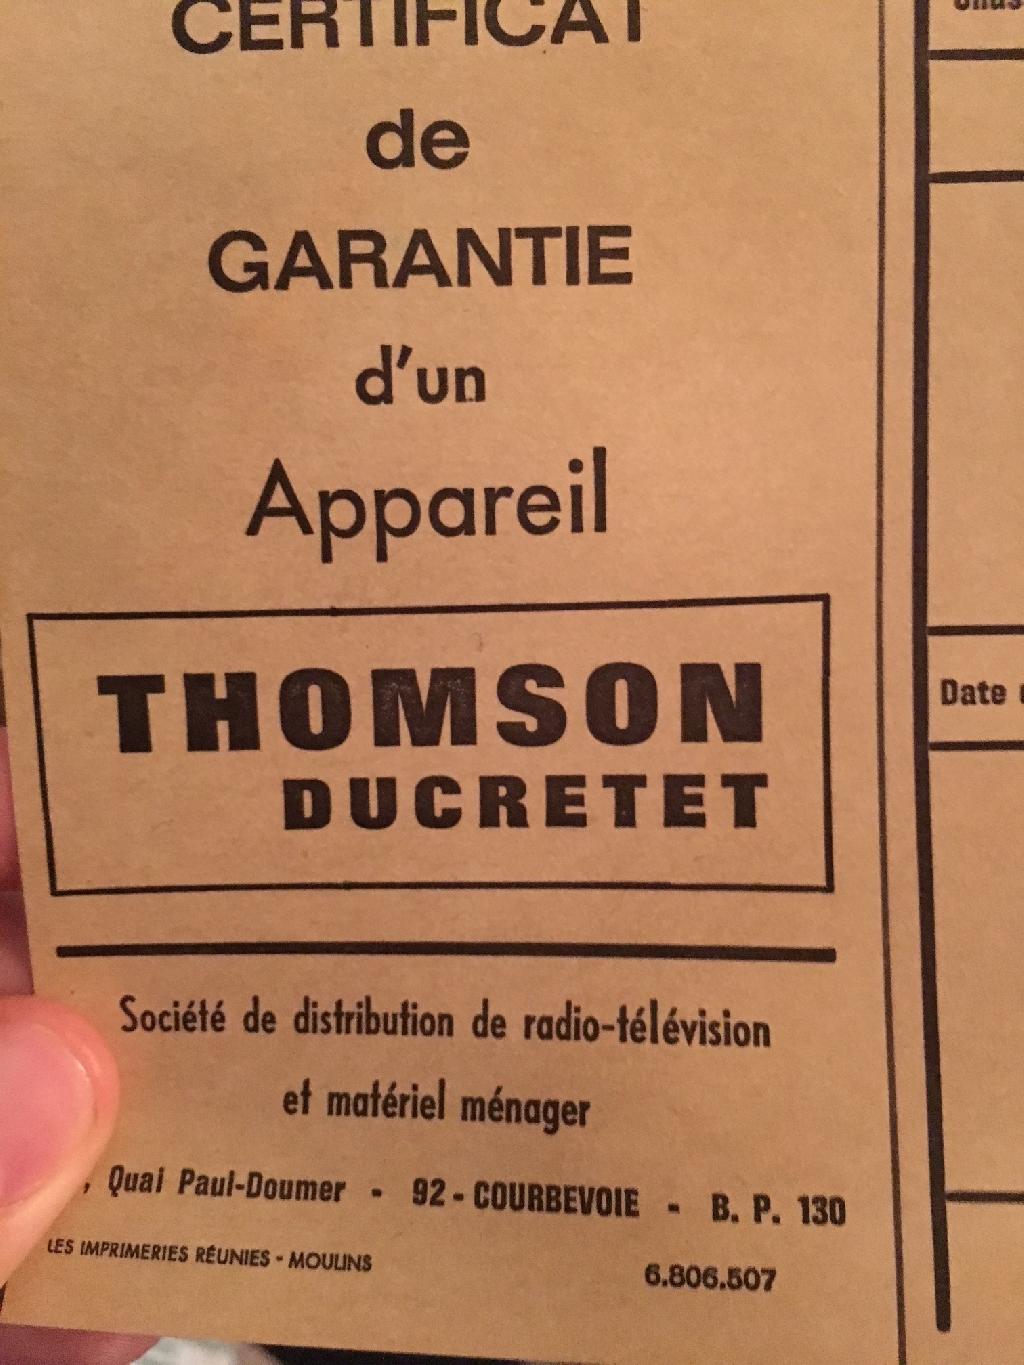 CERTIFICAT
de
GARANTIE
d'un
Appareil
THOMSON
DUCRETET
Société de distribution de radio-télévision
et matériel ménager
, Quai Paul-Doumer - 92 - COURBEVOIE - B. P. 130
LES IMPRIMERIES RÉUNIES - MOULINS
6.806.507
Date